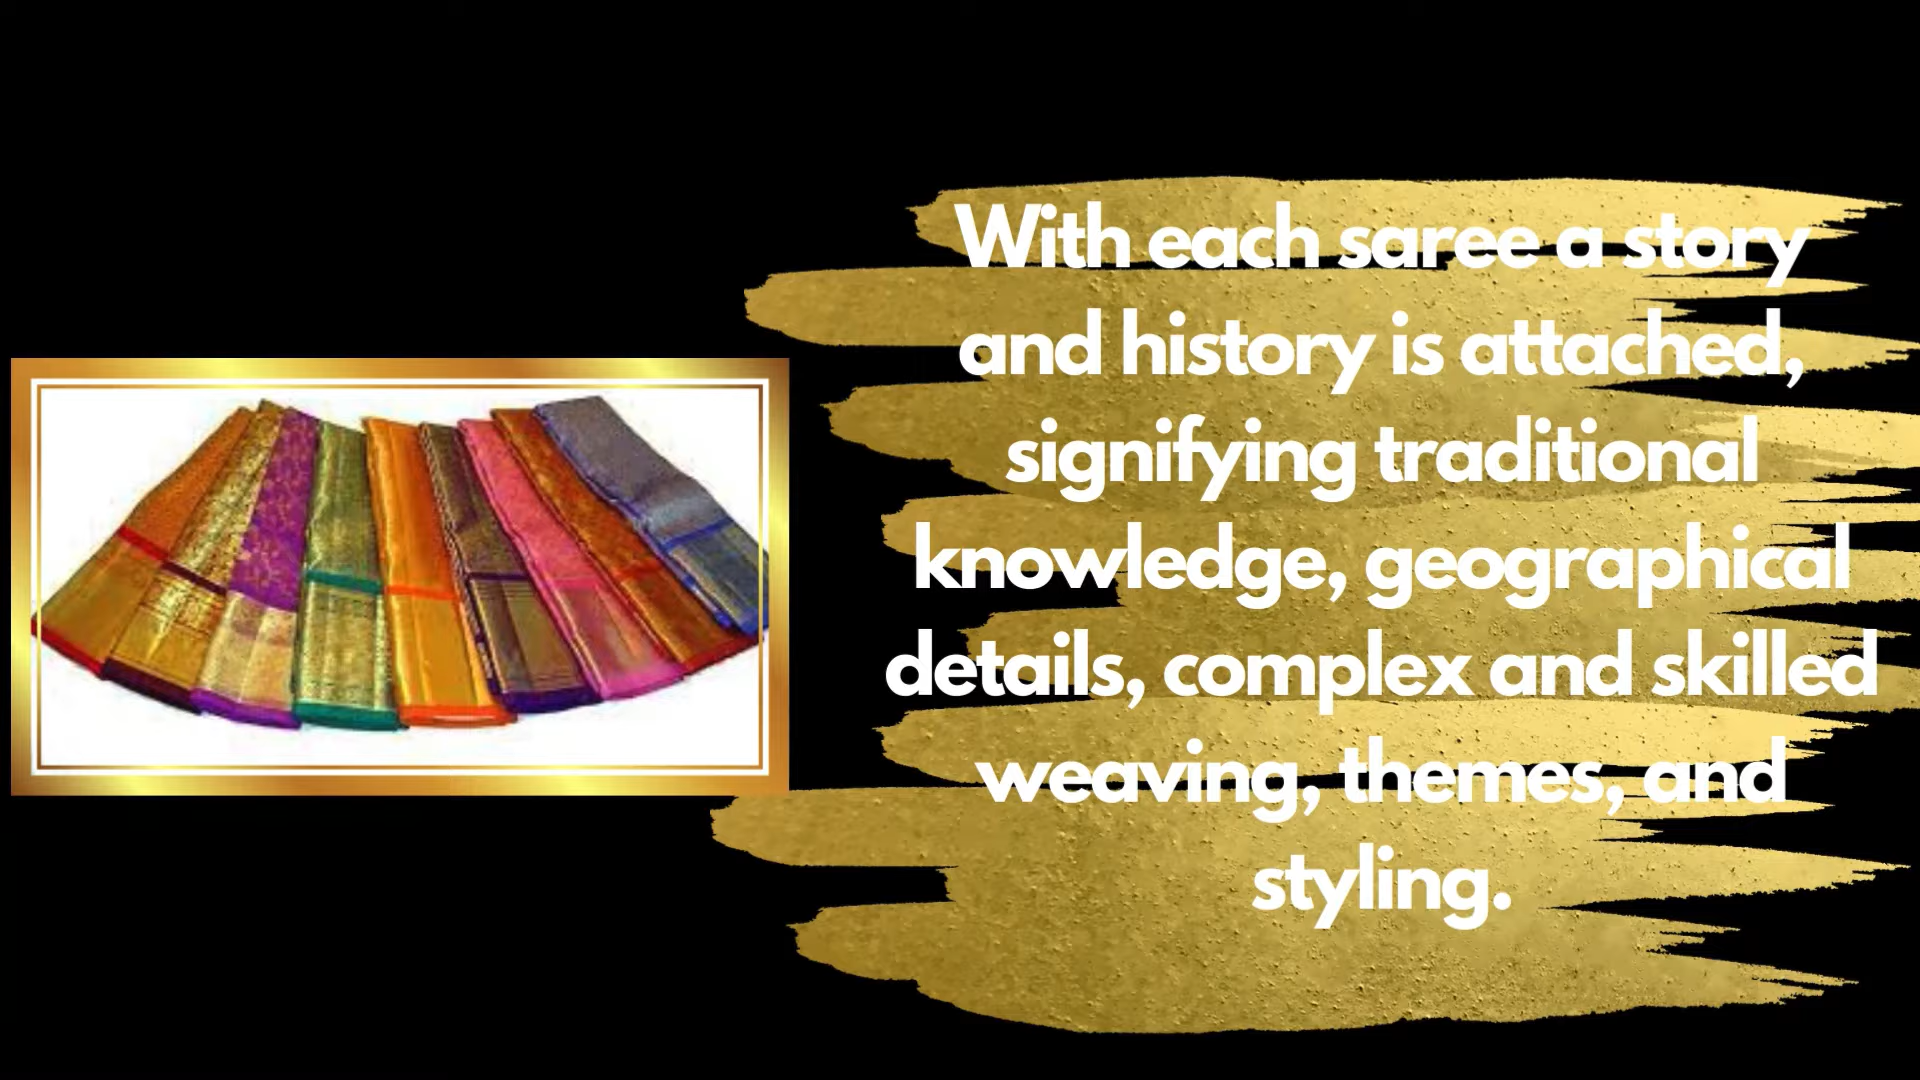 With each saree a story
and history is attached,
signifying traditional
knowledge, geographical
details, complex and skilled
weaving, themes, and
styling.